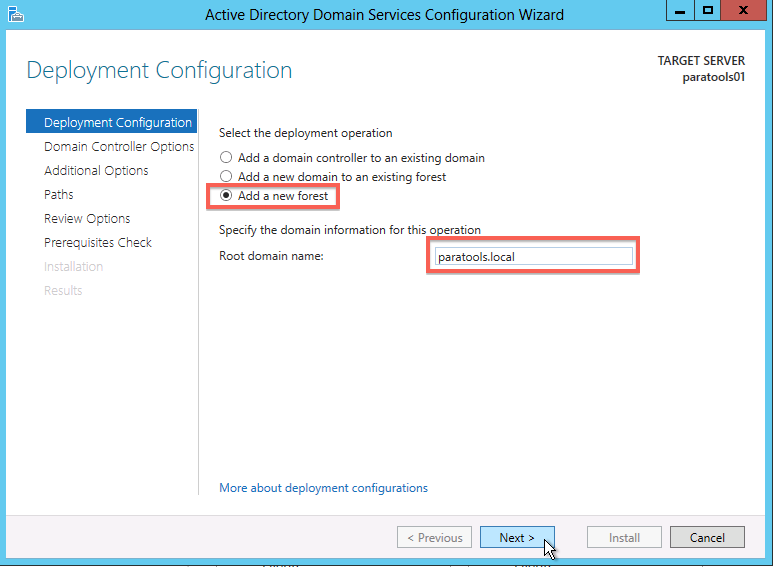 Active Directory Domain Services Configuration Wizard
Deployment Configuration
TARGET SERVER
paratools01
Deployment Configuration
Domain Controller Options
Additional Options
Paths
Review Options
Prerequisites Check
Installation
Results
Select the deployment operation
Add a domain controller to an existing domain
Add a new domain to an existing forest
Add a new forest
Specify the domain information for this operation
Root domain name:
paratools.local
More about deployment configurations
< Previous
Next >
Install
Cancel